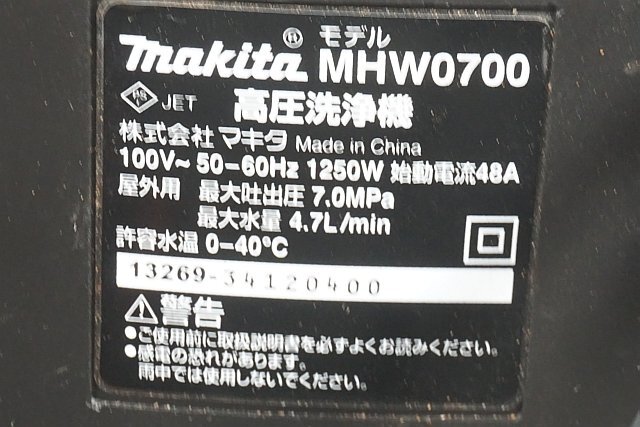 ® モデル
makita MHW0700
PS E JET 高圧洗浄機
株式会社 マキタ Made in China
100V~ 50-60Hz 1250W 始動電流48A
屋外用 最大吐出圧 7.0MPa
最大水量 4.7L/min
許容水温 0-40℃
13269-34120400
⚠警告
●ご使用前に取扱説明書を必ずよくお読みください。
●感電の恐れがあります。
雨中では使用しないでください。